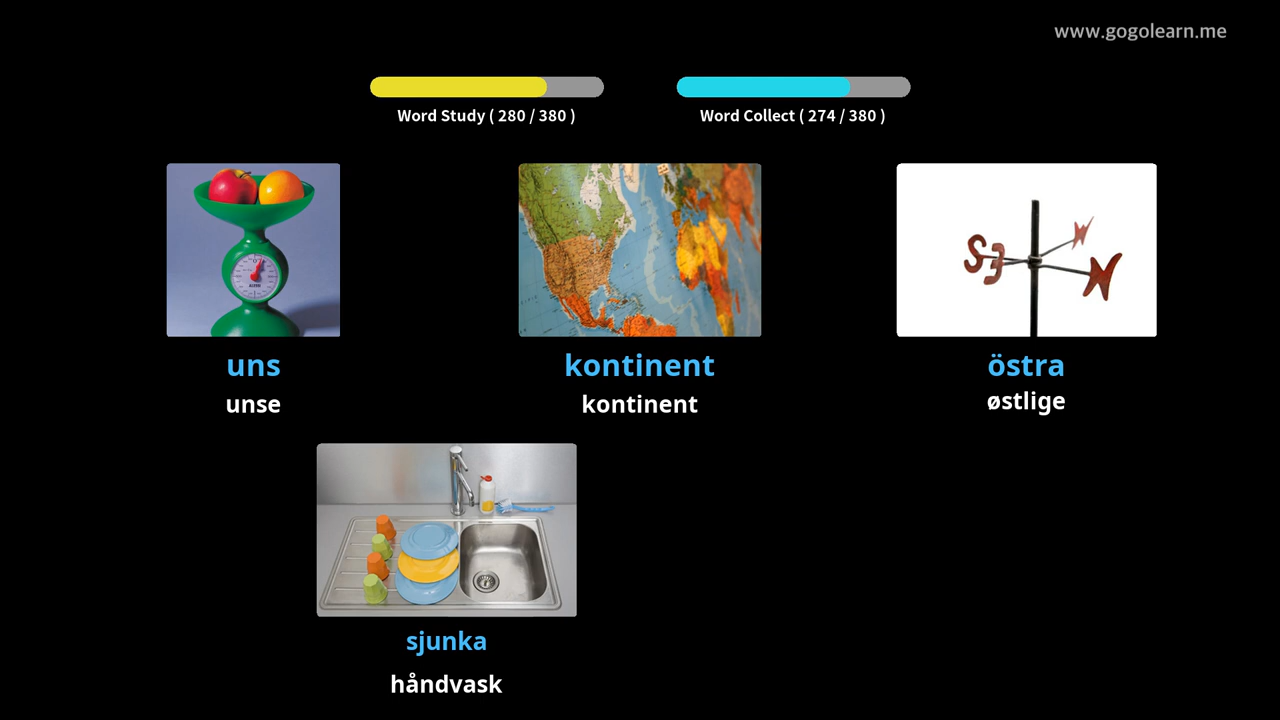 www.gogolearn.me
Word Study ( 280 / 380 )
Word Collect ( 274 / 380 )
S E N W
uns
unse
kontinent
kontinent
östra
østlige
sjunka
håndvask